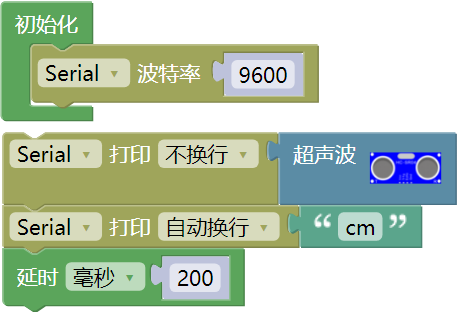 初始化
Serial 波特率 9600
Serial 打印 不换行 超声波
Serial 打印 自动换行 “ cm ”
延时 毫秒 200